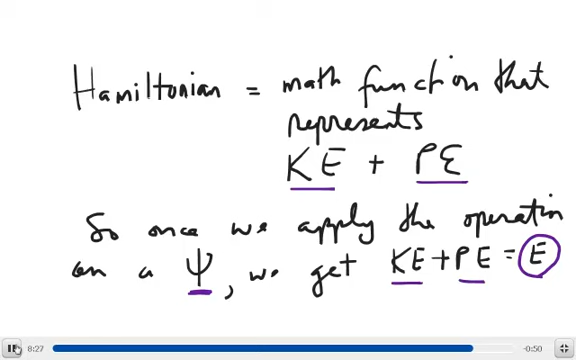 Hamiltonian = math function that
represents
KE + PE
So once we apply the operation
on a Ψ, we get KE + PE = E
8:27
-0:50